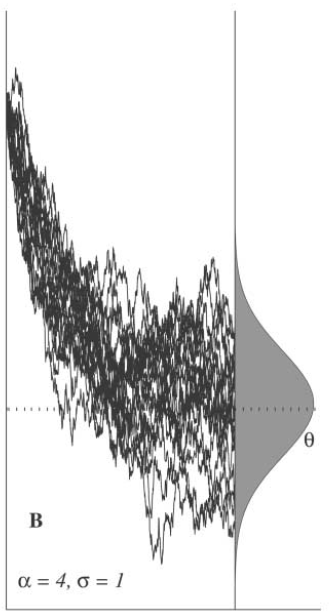 θ
B
α = 4, σ = 1